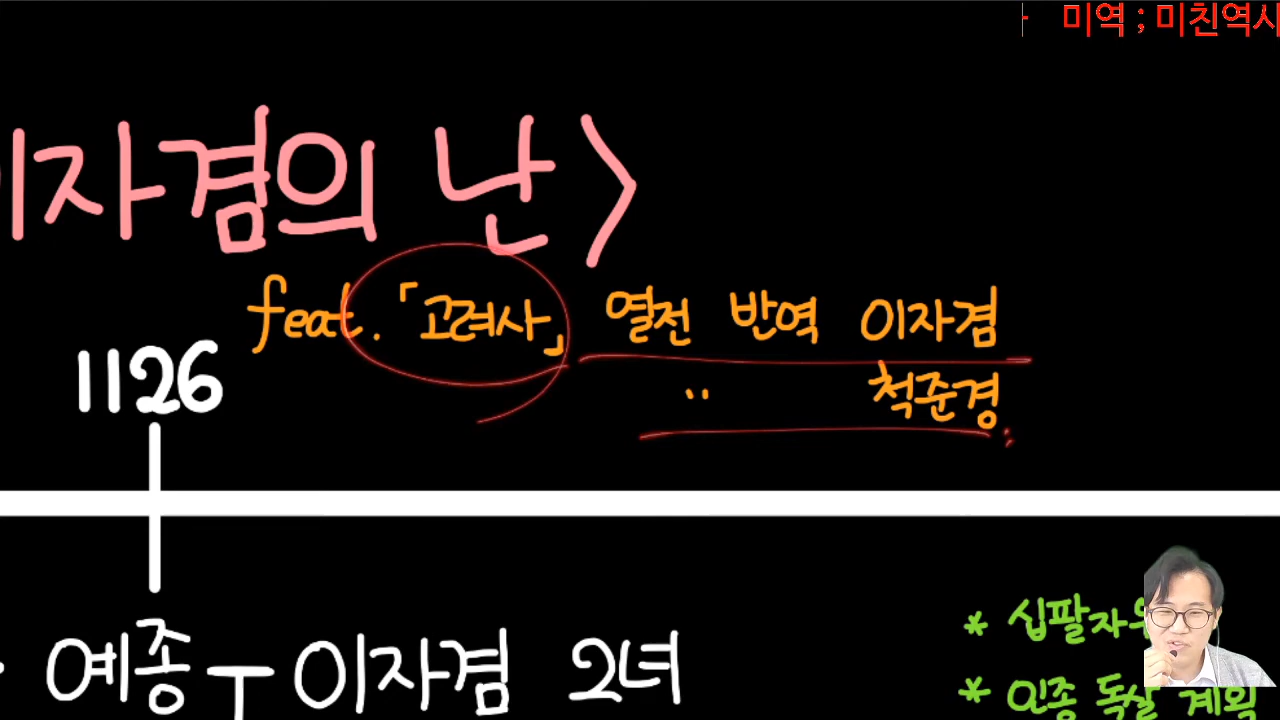 미역 ; 미친역사
이자겸의 난>
feat. 「고려사」 열전 반역 이자겸
〃 척준경
1126
예종 ㅜ 이자겸 2녀
* 십팔자위
* 인종 독살 계획